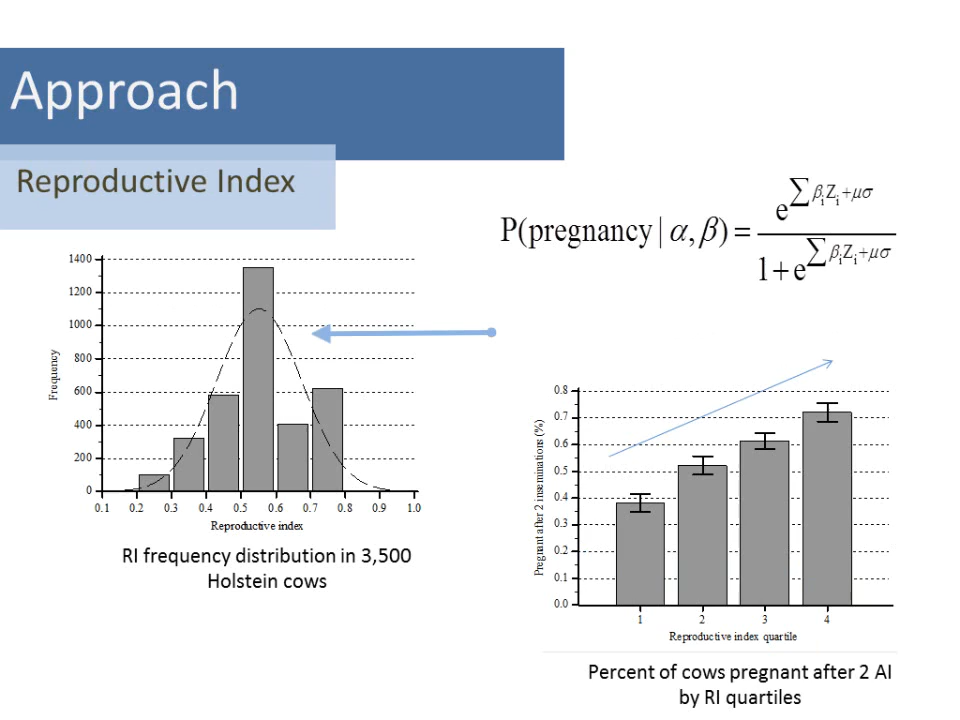 Approach
Reproductive Index
P(pregnancy | α, β) = e^{∑ β_i Z_i + μσ} / 1 + e^{∑ β_i Z_i + μσ}
1400
1200
1000
800
600
400
200
0
Frequency
0.1 0.2 0.3 0.4 0.5 0.6 0.7 0.8 0.9 1.0
Reproductive index
RI frequency distribution in 3,500
Holstein cows
0.8
0.7
0.6
0.5
0.4
0.3
0.2
0.1
0.0
Pregnant after 2 inseminations (%)
1 2 3 4
Reproductive index quartile
Percent of cows pregnant after 2 AI
by RI quartiles